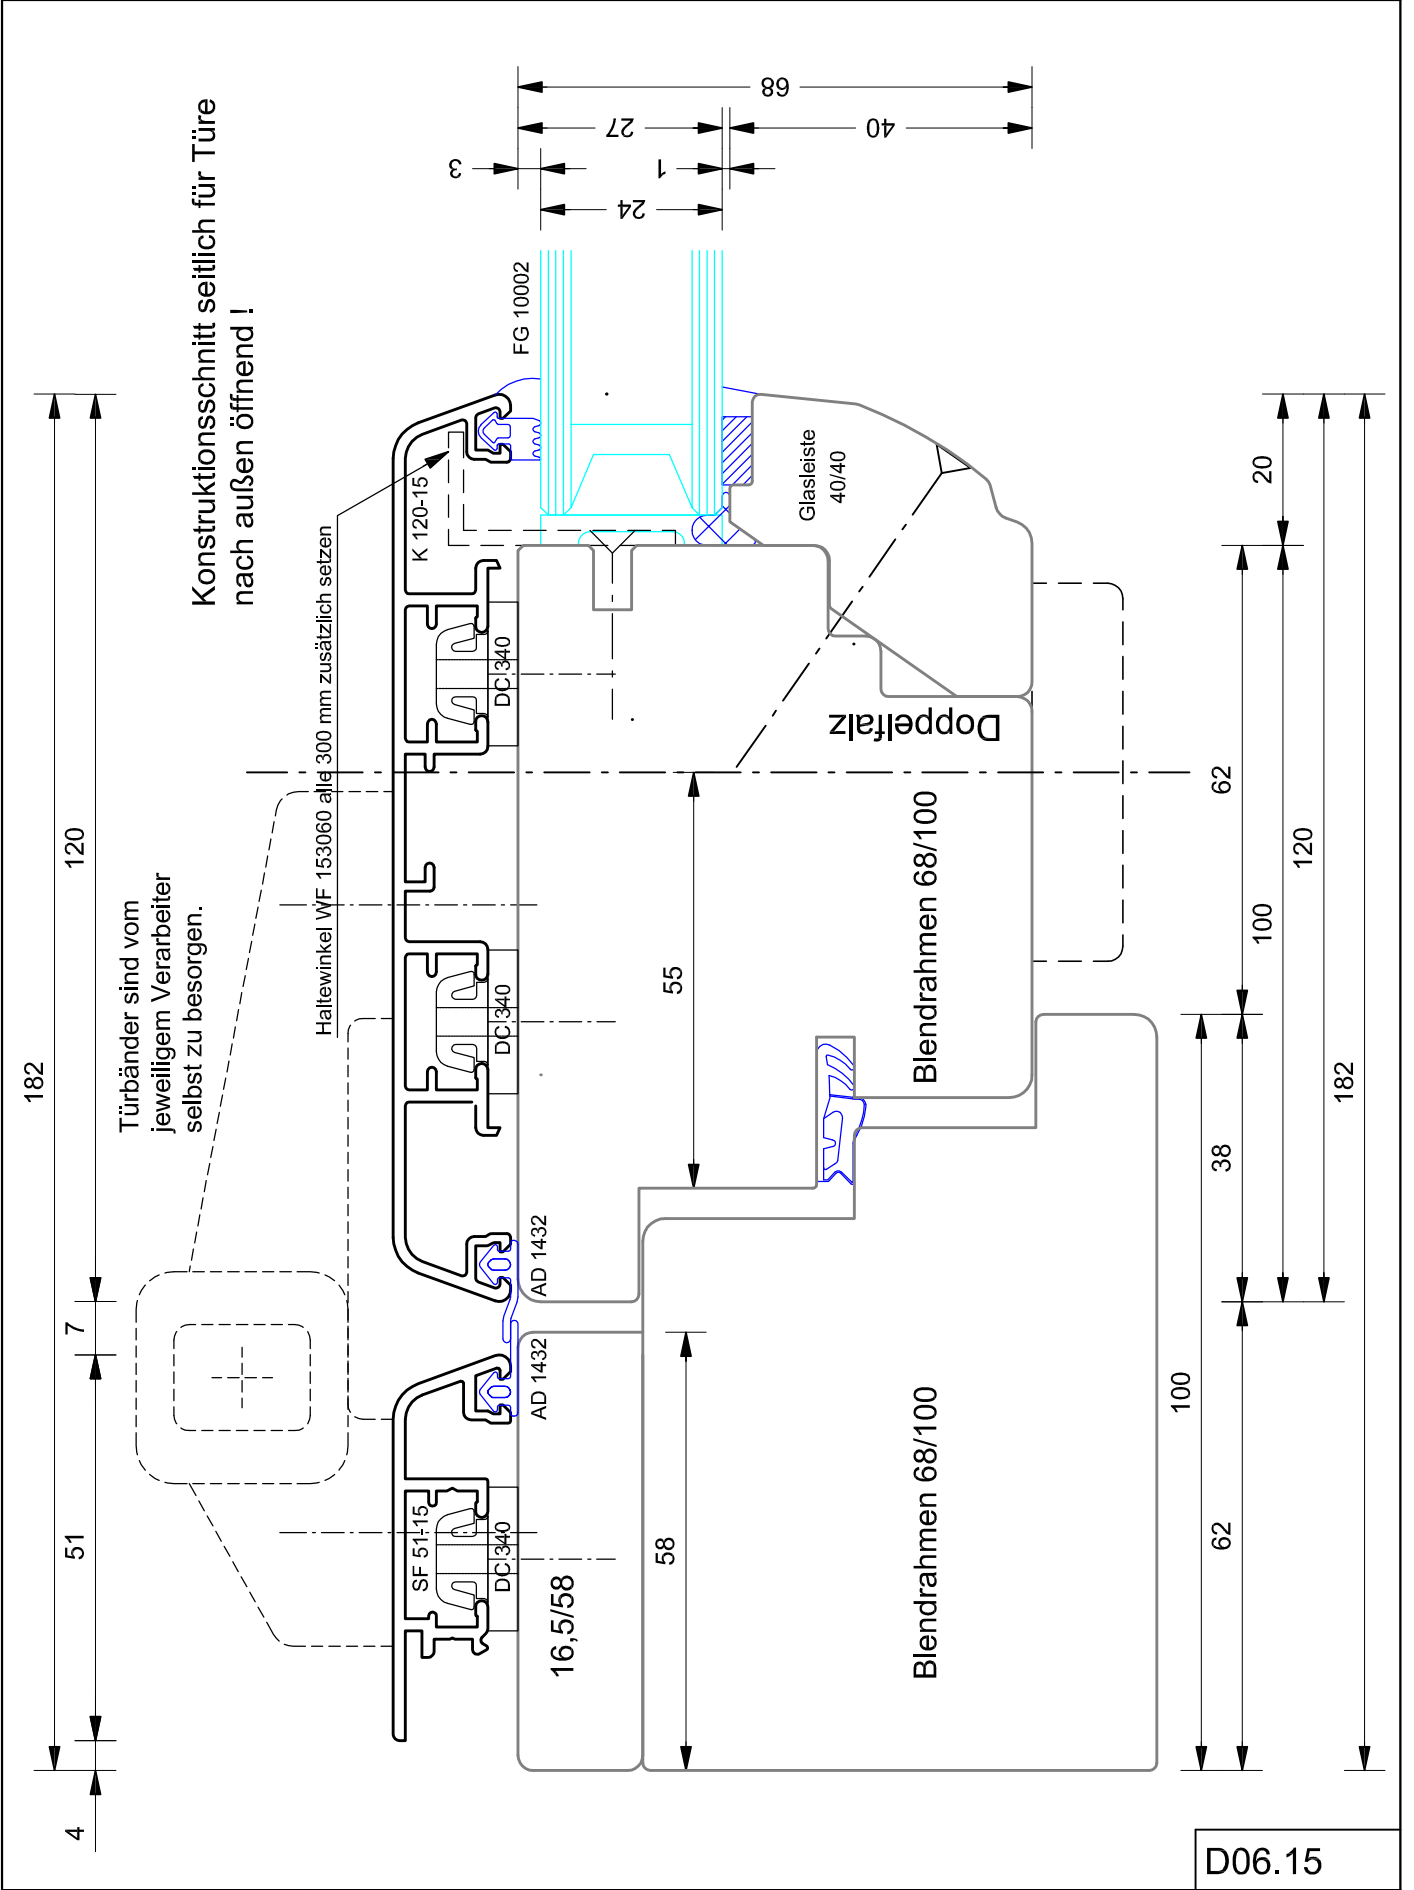 Konstruktionsschnitt seitlich für Türe
nach außen öffnend !
Türbänder sind vom
jeweiligem Verarbeiter
selbst zu besorgen.
Haltewinkel WF 153060 alle 300 mm zusätzlich setzen
182
120
7
51
4
68
27
40
3
1
24
FG 10002
K 120-15
Glasleiste
40/40
DC 340
Doppelfalz
DC 340
55
Blendrahmen 68/100
AD 1432
AD 1432
SF 51-15
DC 340
16,5/58
58
Blendrahmen 68/100
20
62
100
120
38
182
62
100
D06.15